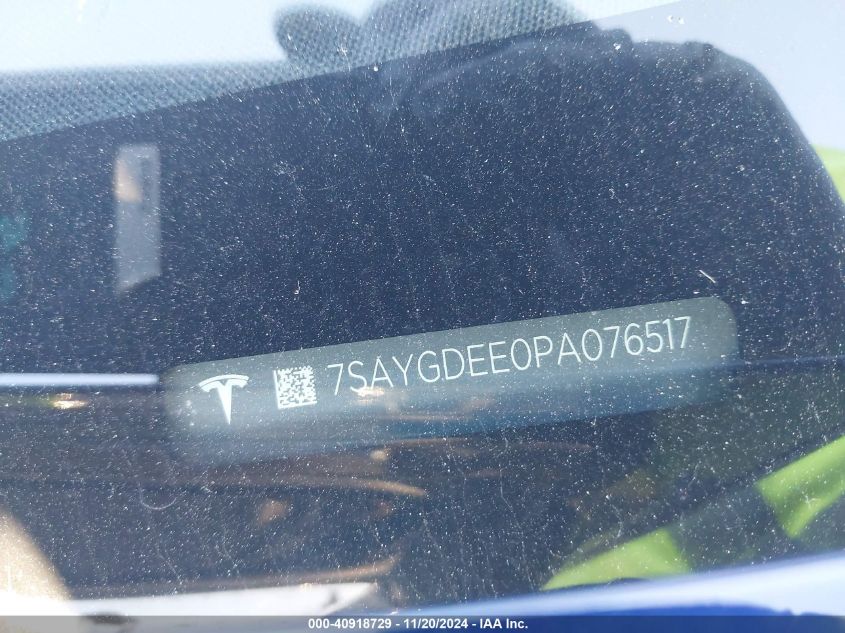 7SAYGDEE0PA076517
000-40918729 - 11/20/2024 - IAA Inc.